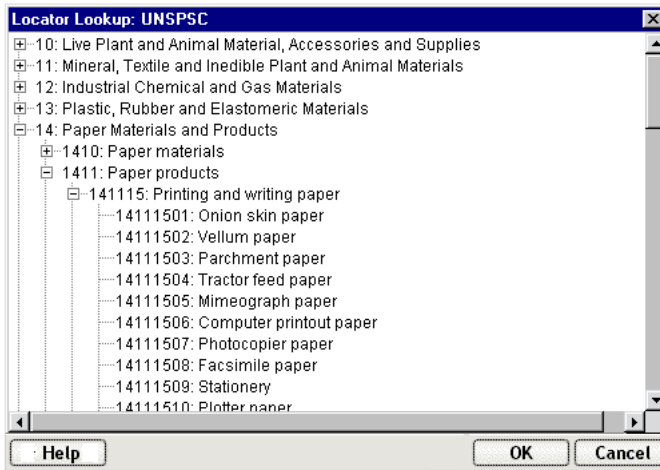 Locator Lookup: UNSPSC
10: Live Plant and Animal Material, Accessories and Supplies
11: Mineral, Textile and Inedible Plant and Animal Materials
12: Industrial Chemical and Gas Materials
13: Plastic, Rubber and Elastomeric Materials
14: Paper Materials and Products
1410: Paper materials
1411: Paper products
141115: Printing and writing paper
14111501: Onion skin paper
14111502: Vellum paper
14111503: Parchment paper
14111504: Tractor feed paper
14111505: Mimeograph paper
14111506: Computer printout paper
14111507: Photocopier paper
14111508: Facsimile paper
14111509: Stationery
14111510: Plotter paper
Help OK Cancel